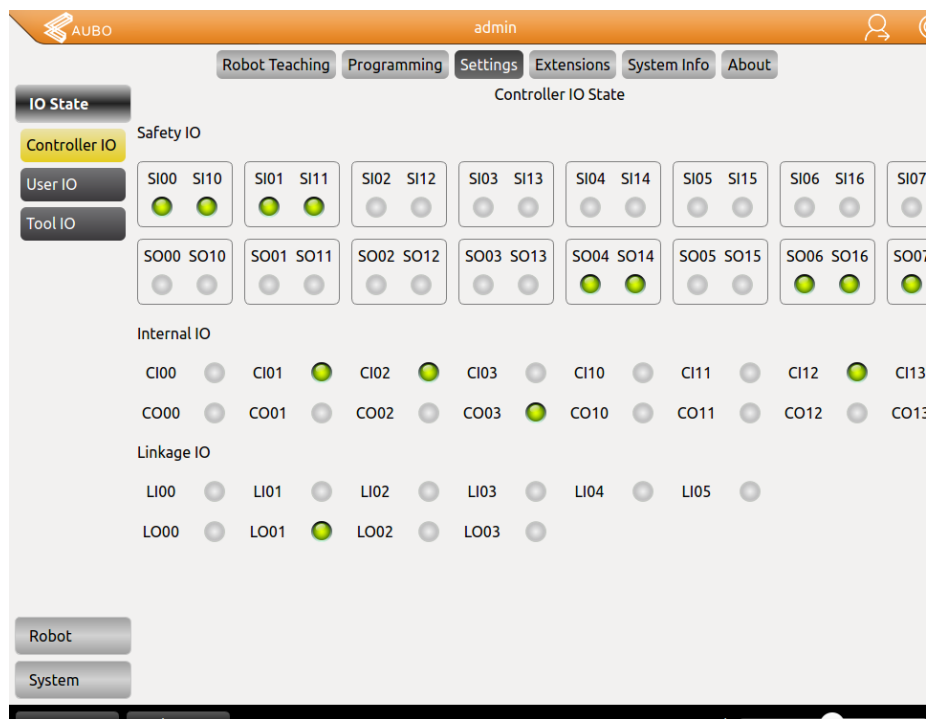 AUBO
admin
Robot Teaching Programming Settings Extensions System Info About
Controller IO State
IO State
Controller IO
User IO
Tool IO
Safety IO
SI00 SI10 SI01 SI11 SI02 SI12 SI03 SI13 SI04 SI14 SI05 SI15 SI06 SI16 SI07
SO00 SO10 SO01 SO11 SO02 SO12 SO03 SO13 SO04 SO14 SO05 SO15 SO06 SO16 SO07
Internal IO
CI00 CI01 CI02 CI03 CI10 CI11 CI12 CI13
CO00 CO01 CO02 CO03 CO10 CO11 CO12 CO13
Linkage IO
LI00 LI01 LI02 LI03 LI04 LI05
LO00 LO01 LO02 LO03
Robot
System